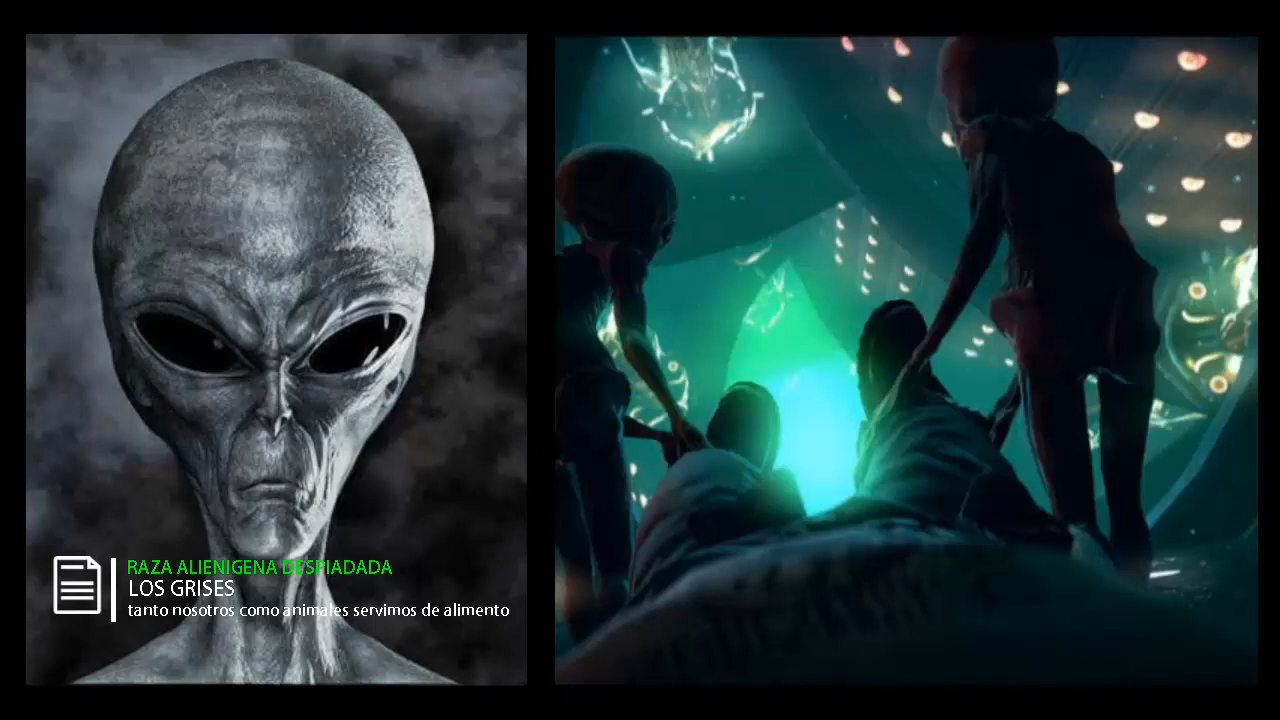 RAZA ALIENIGENA DESPIADADA
LOS GRISES
tanto nosotros como animales servimos de alimento